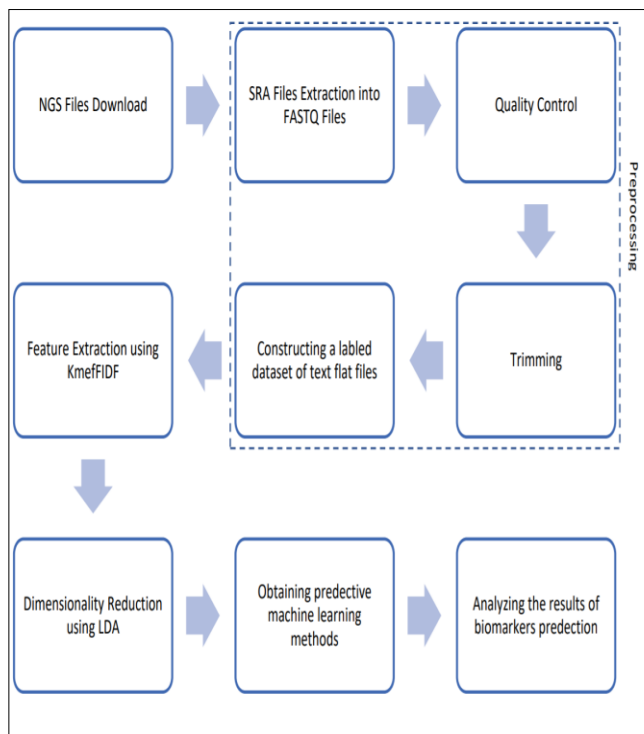 NGS Files Download
SRA Files Extraction into
FASTQ Files
Quality Control
Preprocessing
Trimming
Constructing a labled
dataset of text flat files
Feature Extraction using
KmefFIDF
Dimensionality Reduction
using LDA
Obtaining predective
machine learning
methods
Analyzing the results of
biomarkers predection